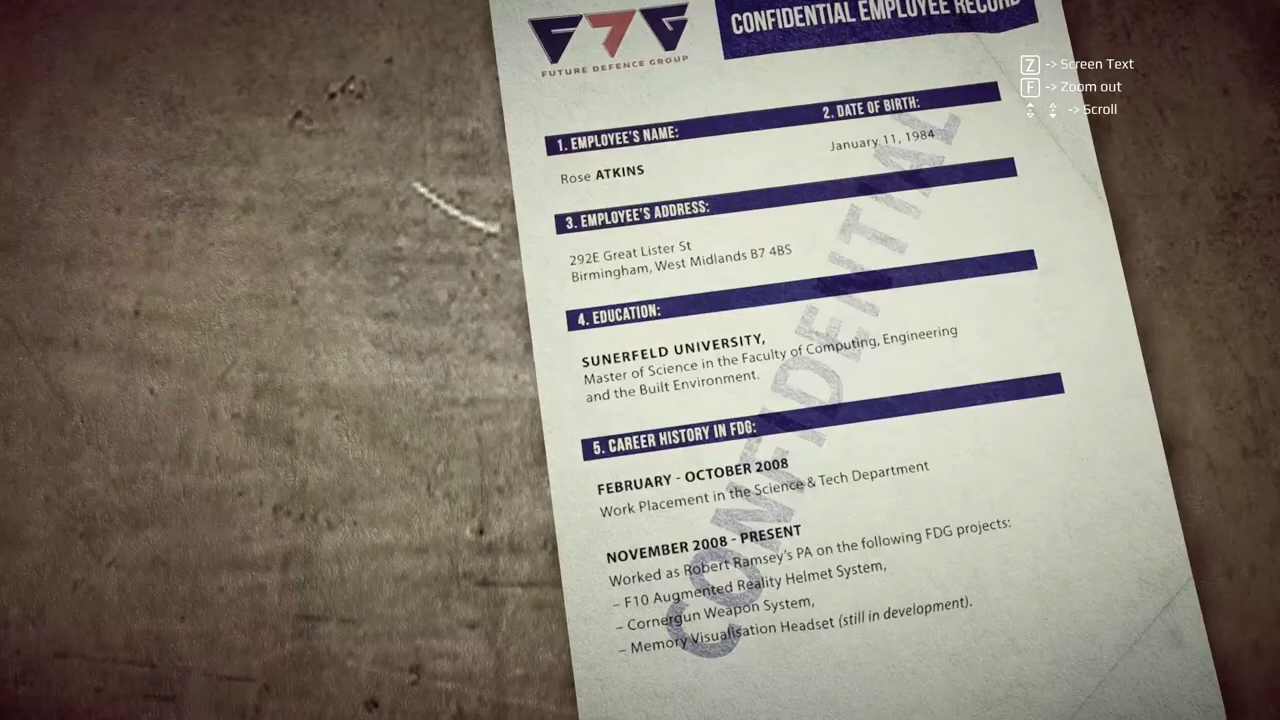 F7G
FUTURE DEFENCE GROUP
CONFIDENTIAL EMPLOYEE RECORD
Z -> Screen Text
F -> Zoom out
-> Scroll
1. EMPLOYEE'S NAME:
2. DATE OF BIRTH:
Rose ATKINS
January 11, 1984
3. EMPLOYEE'S ADDRESS:
292E Great Lister St
Birmingham, West Midlands B7 4BS
4. EDUCATION:
SUNERFELD UNIVERSITY,
Master of Science in the Faculty of Computing, Engineering
and the Built Environment.
5. CAREER HISTORY IN FDG:
FEBRUARY - OCTOBER 2008
Work Placement in the Science & Tech Department
NOVEMBER 2008 - PRESENT
Worked as Robert Ramsey's PA on the following FDG projects:
– F10 Augmented Reality Helmet System,
– Cornergun Weapon System,
– Memory Visualisation Headset (still in development).
CONFIDENTIAL